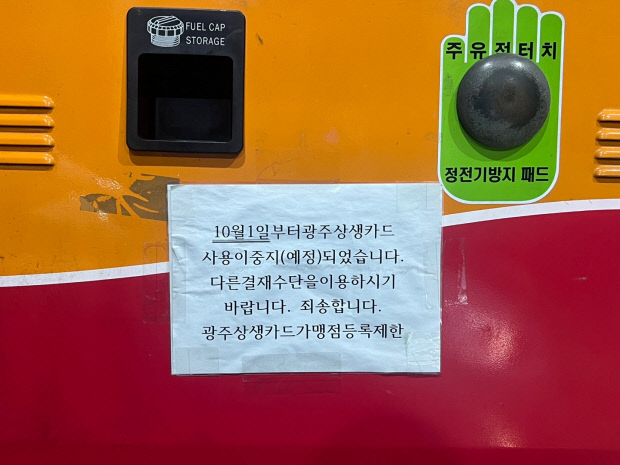 FUEL CAP
STORAGE
주유전터치
정전기방지 패드
10월1일부터광주상생카드
사용이중지(예정)되었습니다.
다른결재수단을이용하시기
바랍니다. 죄송합니다.
광주상생카드가맹점등록제한